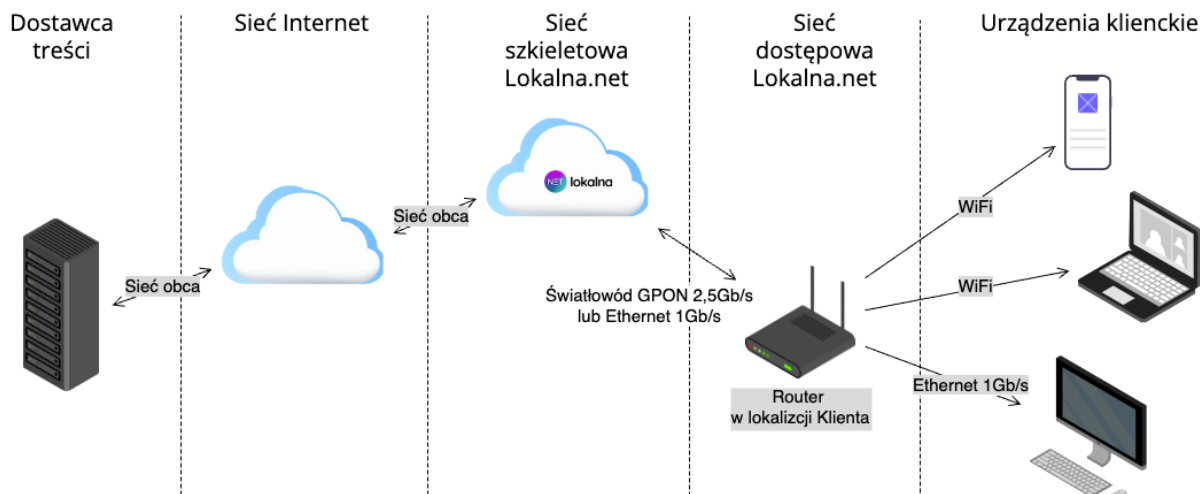 Dostawca
treści
Sieć Internet
Sieć
szkieletowa
Lokalna.net
Sieć
dostępowa
Lokalna.net
Urządzenia klienckie
NET lokalna
Sieć obca
Sieć obca
Światłowód GPON 2,5Gb/s
lub Ethernet 1Gb/s
WiFi
WiFi
Ethernet 1Gb/s
Router
w lokalizcji Klienta